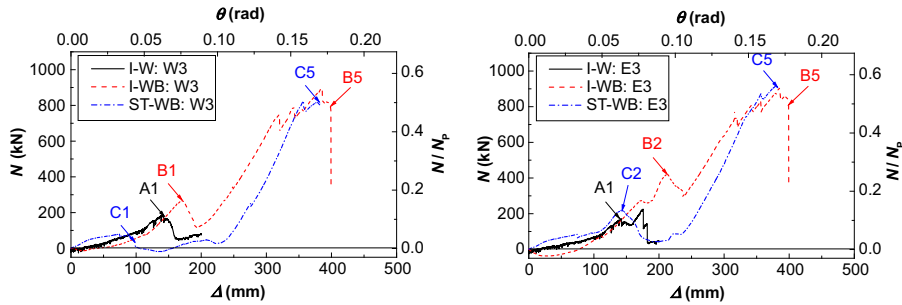 θ (rad)
0.00 0.05 0.10 0.15 0.20
1000
800
600
400
200
0
N (kN)
I-W: W3
I-WB: W3
ST-WB: W3
C5
B5
B1
A1
C1
0.6
0.4
0.2
0.0
N / NP
0 100 200 300 400 500
Δ (mm)
θ (rad)
0.00 0.05 0.10 0.15 0.20
1000
800
600
400
200
0
N (kN)
I-W: E3
I-WB: E3
ST-WB: E3
C5
B5
B2
C2
A1
0.6
0.4
0.2
0.0
N / NP
0 100 200 300 400 500
Δ (mm)